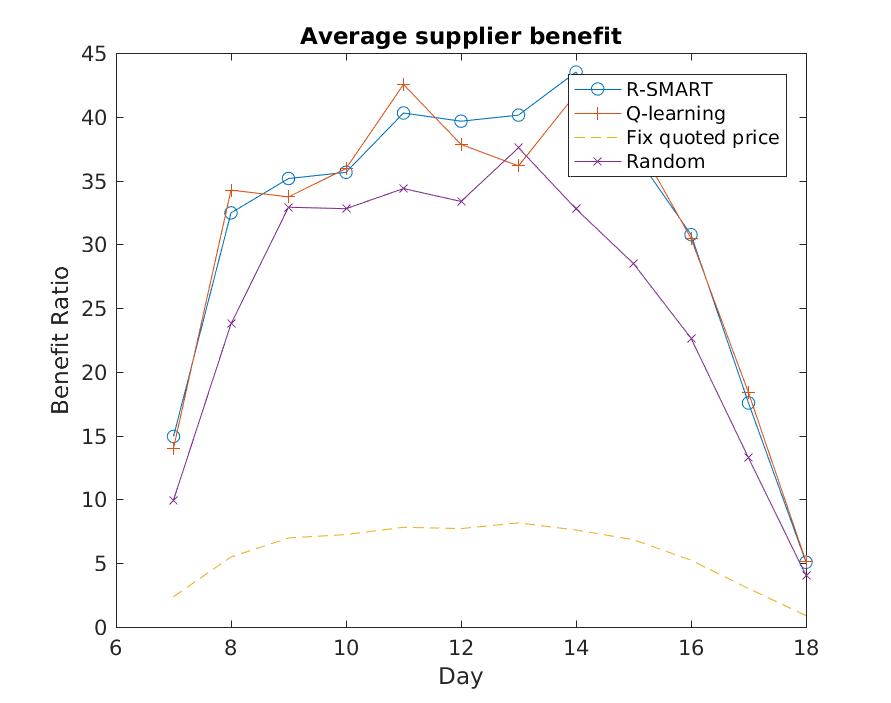 Average supplier benefit
45
40
35
30
25
20
15
10
5
0
Benefit Ratio
R-SMART
Q-learning
Fix quoted price
Random
6 8 10 12 14 16 18
Day